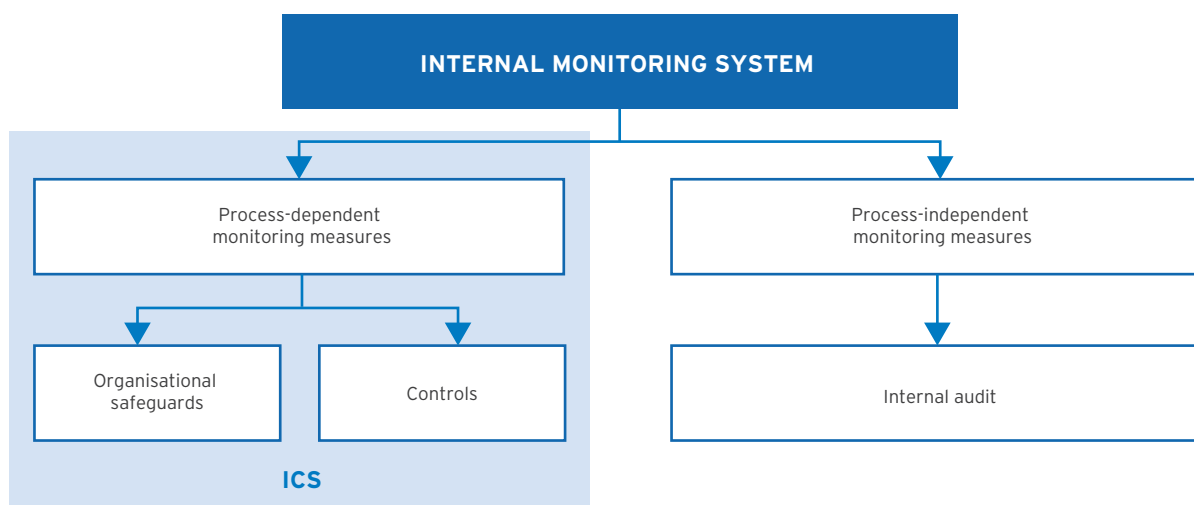 INTERNAL MONITORING SYSTEM
Process-dependent
monitoring measures
Process-independent
monitoring measures
Organisational
safeguards
Controls
Internal audit
ICS